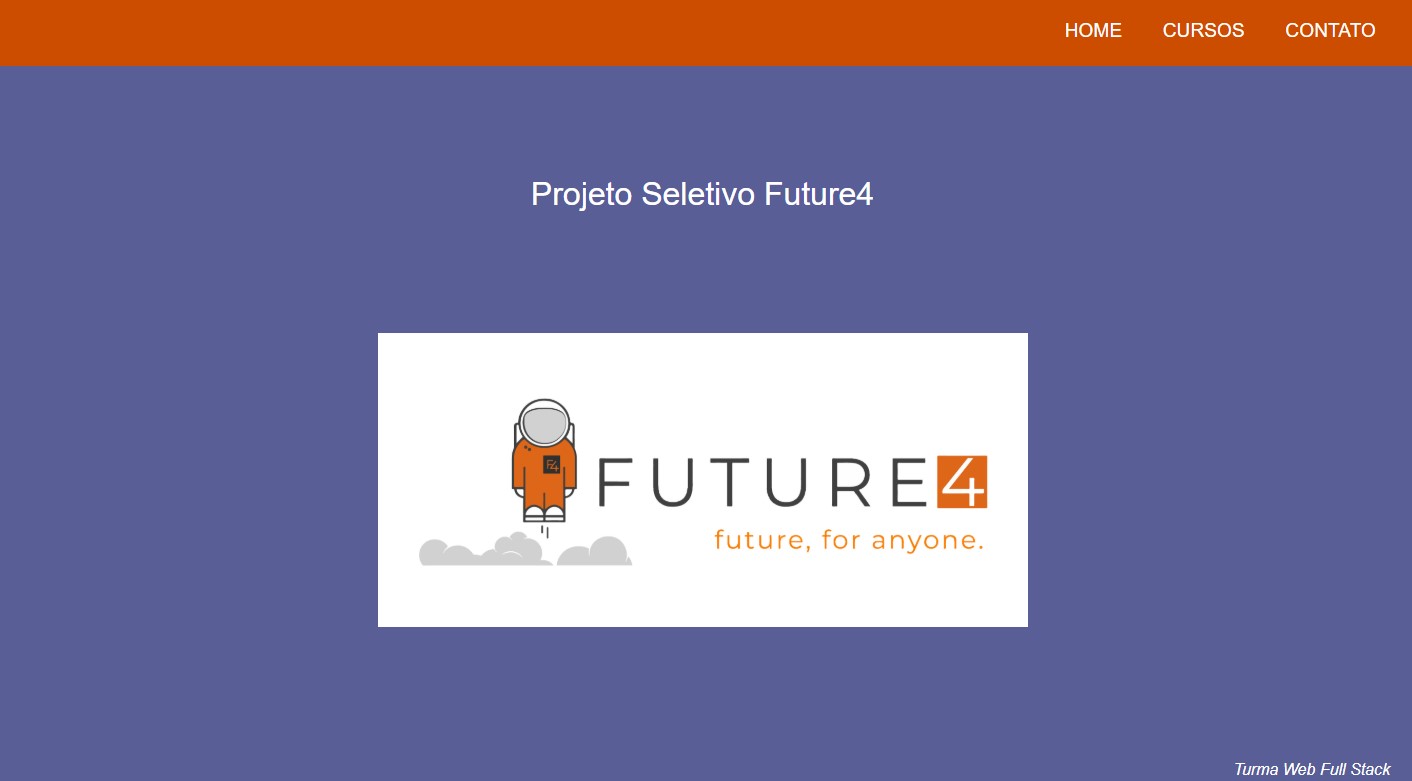 HOME CURSOS CONTATO
Projeto Seletivo Future4
F4
FUTURE4
future, for anyone.
Turma Web Full Stack